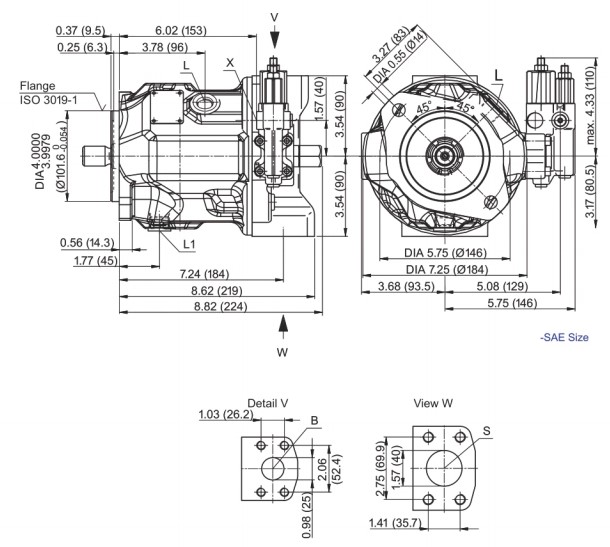 V
0.37 (9.5)
6.02 (153)
0.25 (6.3)
3.78 (96)
L
X
Flange
ISO 3019-1
1.57 (40)
3.54 (90)
3.54 (90)
DIA 4.0000
3.9979
(Ø101.6 0
-0.054)
0.56 (14.3)
L1
1.77 (45)
7.24 (184)
8.62 (219)
8.82 (224)
W
3.27 (83)
DIA 0.55 (Ø14)
L
45°
45°
max. 4.33 (110)
3.17 (80.5)
DIA 5.75 (Ø146)
DIA 7.25 (Ø184)
3.68 (93.5)
5.08 (129)
5.75 (146)
-SAE Size
Detail V
1.03 (26.2)
B
2.06
(52.4)
0.98 (25)
View W
S
2.75 (69.9)
1.57 (40)
1.41 (35.7)